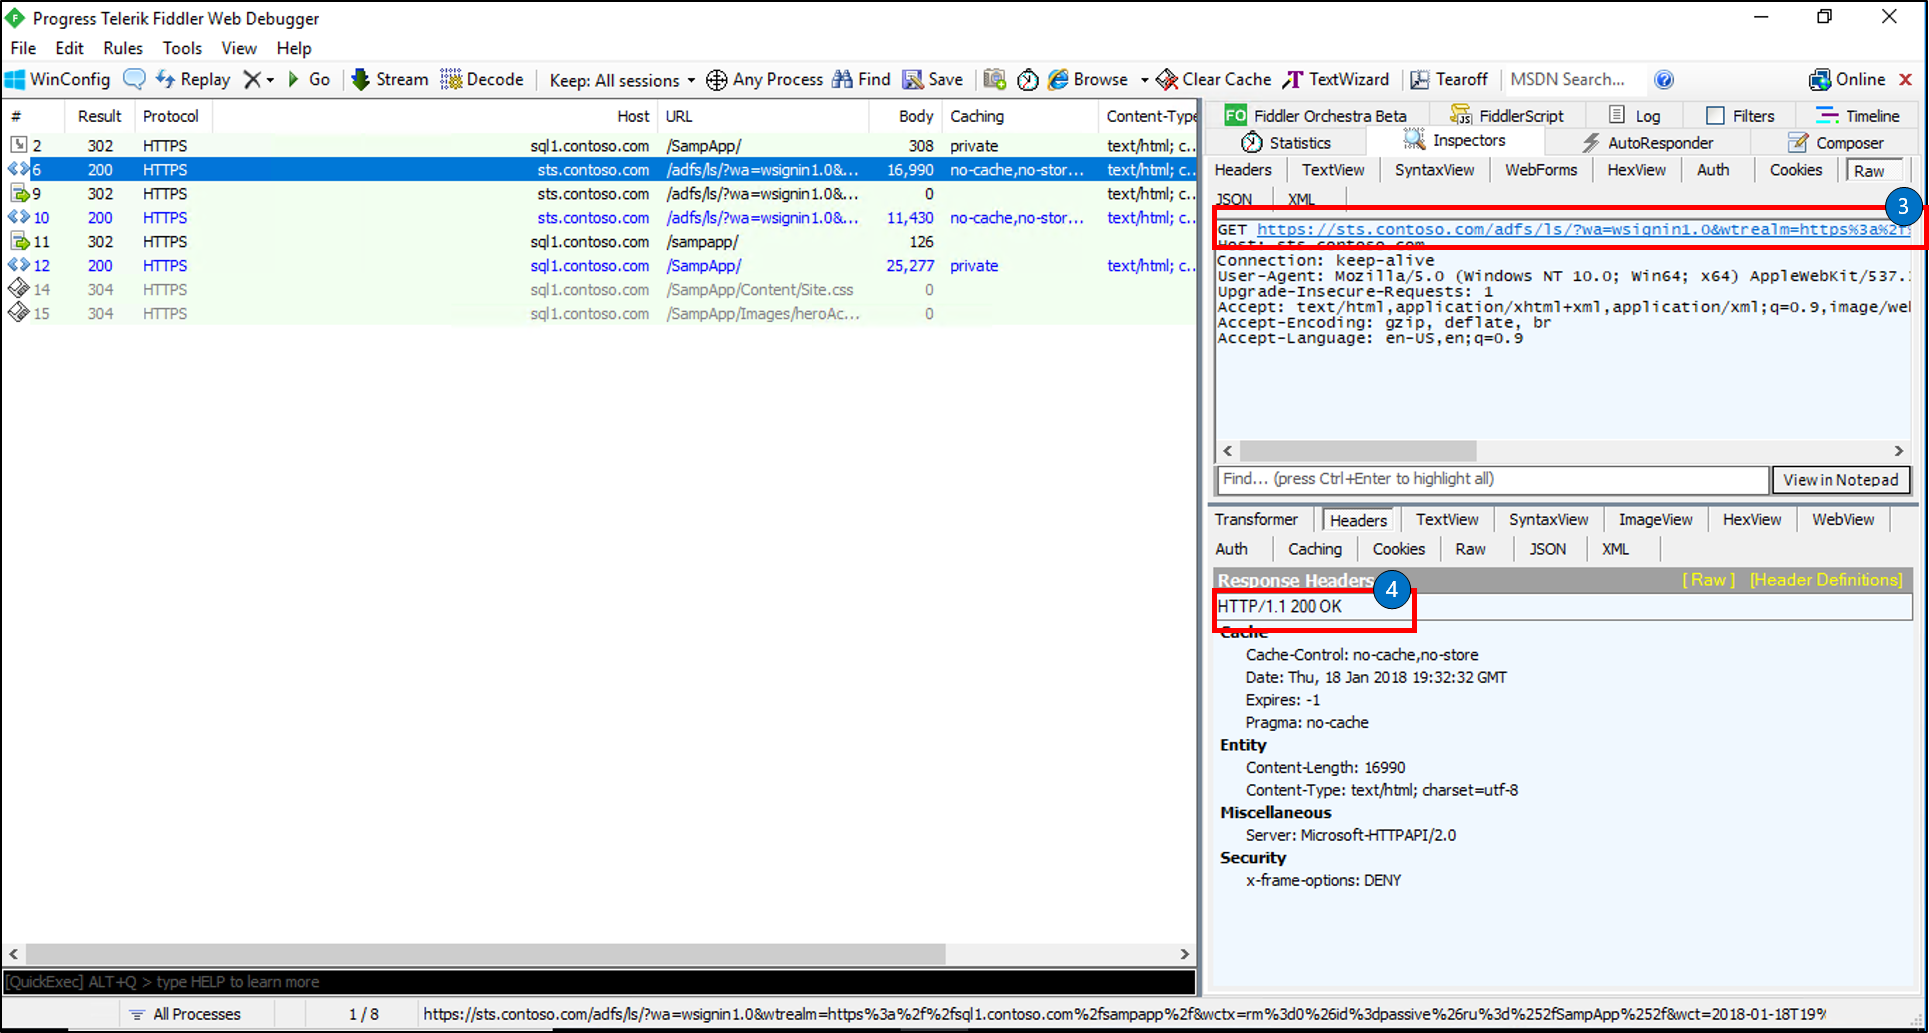 Progress Telerik Fiddler Web Debugger
File Edit Rules Tools View Help
WinConfig Replay Go Stream Decode Keep: All sessions Any Process Find Save Browse Clear Cache TextWizard Tearoff MSDN Search... Online
# Result Protocol Host URL Body Caching Content-Type
2 302 HTTPS sql1.contoso.com /SampApp/ 308 private text/html; c...
6 200 HTTPS sts.contoso.com /adfs/ls/?wa=wsignin1.0&... 16,990 no-cache,no-stor... text/html; c...
9 302 HTTPS sts.contoso.com /adfs/ls/?wa=wsignin1.0&... 0 text/html; c...
10 200 HTTPS sts.contoso.com /adfs/ls/?wa=wsignin1.0&... 11,430 no-cache,no-stor... text/html; c...
11 302 HTTPS sql1.contoso.com /sampapp/ 126
12 200 HTTPS sql1.contoso.com /SampApp/ 25,277 private text/html; c...
14 304 HTTPS sql1.contoso.com /SampApp/Content/Site.css 0
15 304 HTTPS sql1.contoso.com /SampApp/Images/heroAc... 0
[QuickExec] ALT+Q > type HELP to learn more
FO Fiddler Orchestra Beta JS FiddlerScript Log Filters Timeline
Statistics Inspectors AutoResponder Composer
Headers TextView SyntaxView WebForms HexView Auth Cookies Raw
JSON XML
3
GET https://sts.contoso.com/adfs/ls/?wa=wsignin1.0&wtrealm=https%3a%2f%
Host: sts.contoso.com
Connection: keep-alive
User-Agent: Mozilla/5.0 (Windows NT 10.0; Win64; x64) AppleWebKit/537.
Upgrade-Insecure-Requests: 1
Accept: text/html,application/xhtml+xml,application/xml;q=0.9,image/we
Accept-Encoding: gzip, deflate, br
Accept-Language: en-US,en;q=0.9
Find... (press Ctrl+Enter to highlight all) View in Notepad
Transformer Headers TextView SyntaxView ImageView HexView WebView
Auth Caching Cookies Raw JSON XML
Response Headers [ Raw ] [Header Definitions]
4
HTTP/1.1 200 OK
Cache
Cache-Control: no-cache,no-store
Date: Thu, 18 Jan 2018 19:32:32 GMT
Expires: -1
Pragma: no-cache
Entity
Content-Length: 16990
Content-Type: text/html; charset=utf-8
Miscellaneous
Server: Microsoft-HTTPAPI/2.0
Security
x-frame-options: DENY
All Processes 1 / 8 https://sts.contoso.com/adfs/ls/?wa=wsignin1.0&wtrealm=https%3a%2f%2fsql1.contoso.com%2fsampapp%2f&wctx=rm%3d0%26id%3dpassive%26ru%3d%252fSampApp%252f&wct=2018-01-18T19%